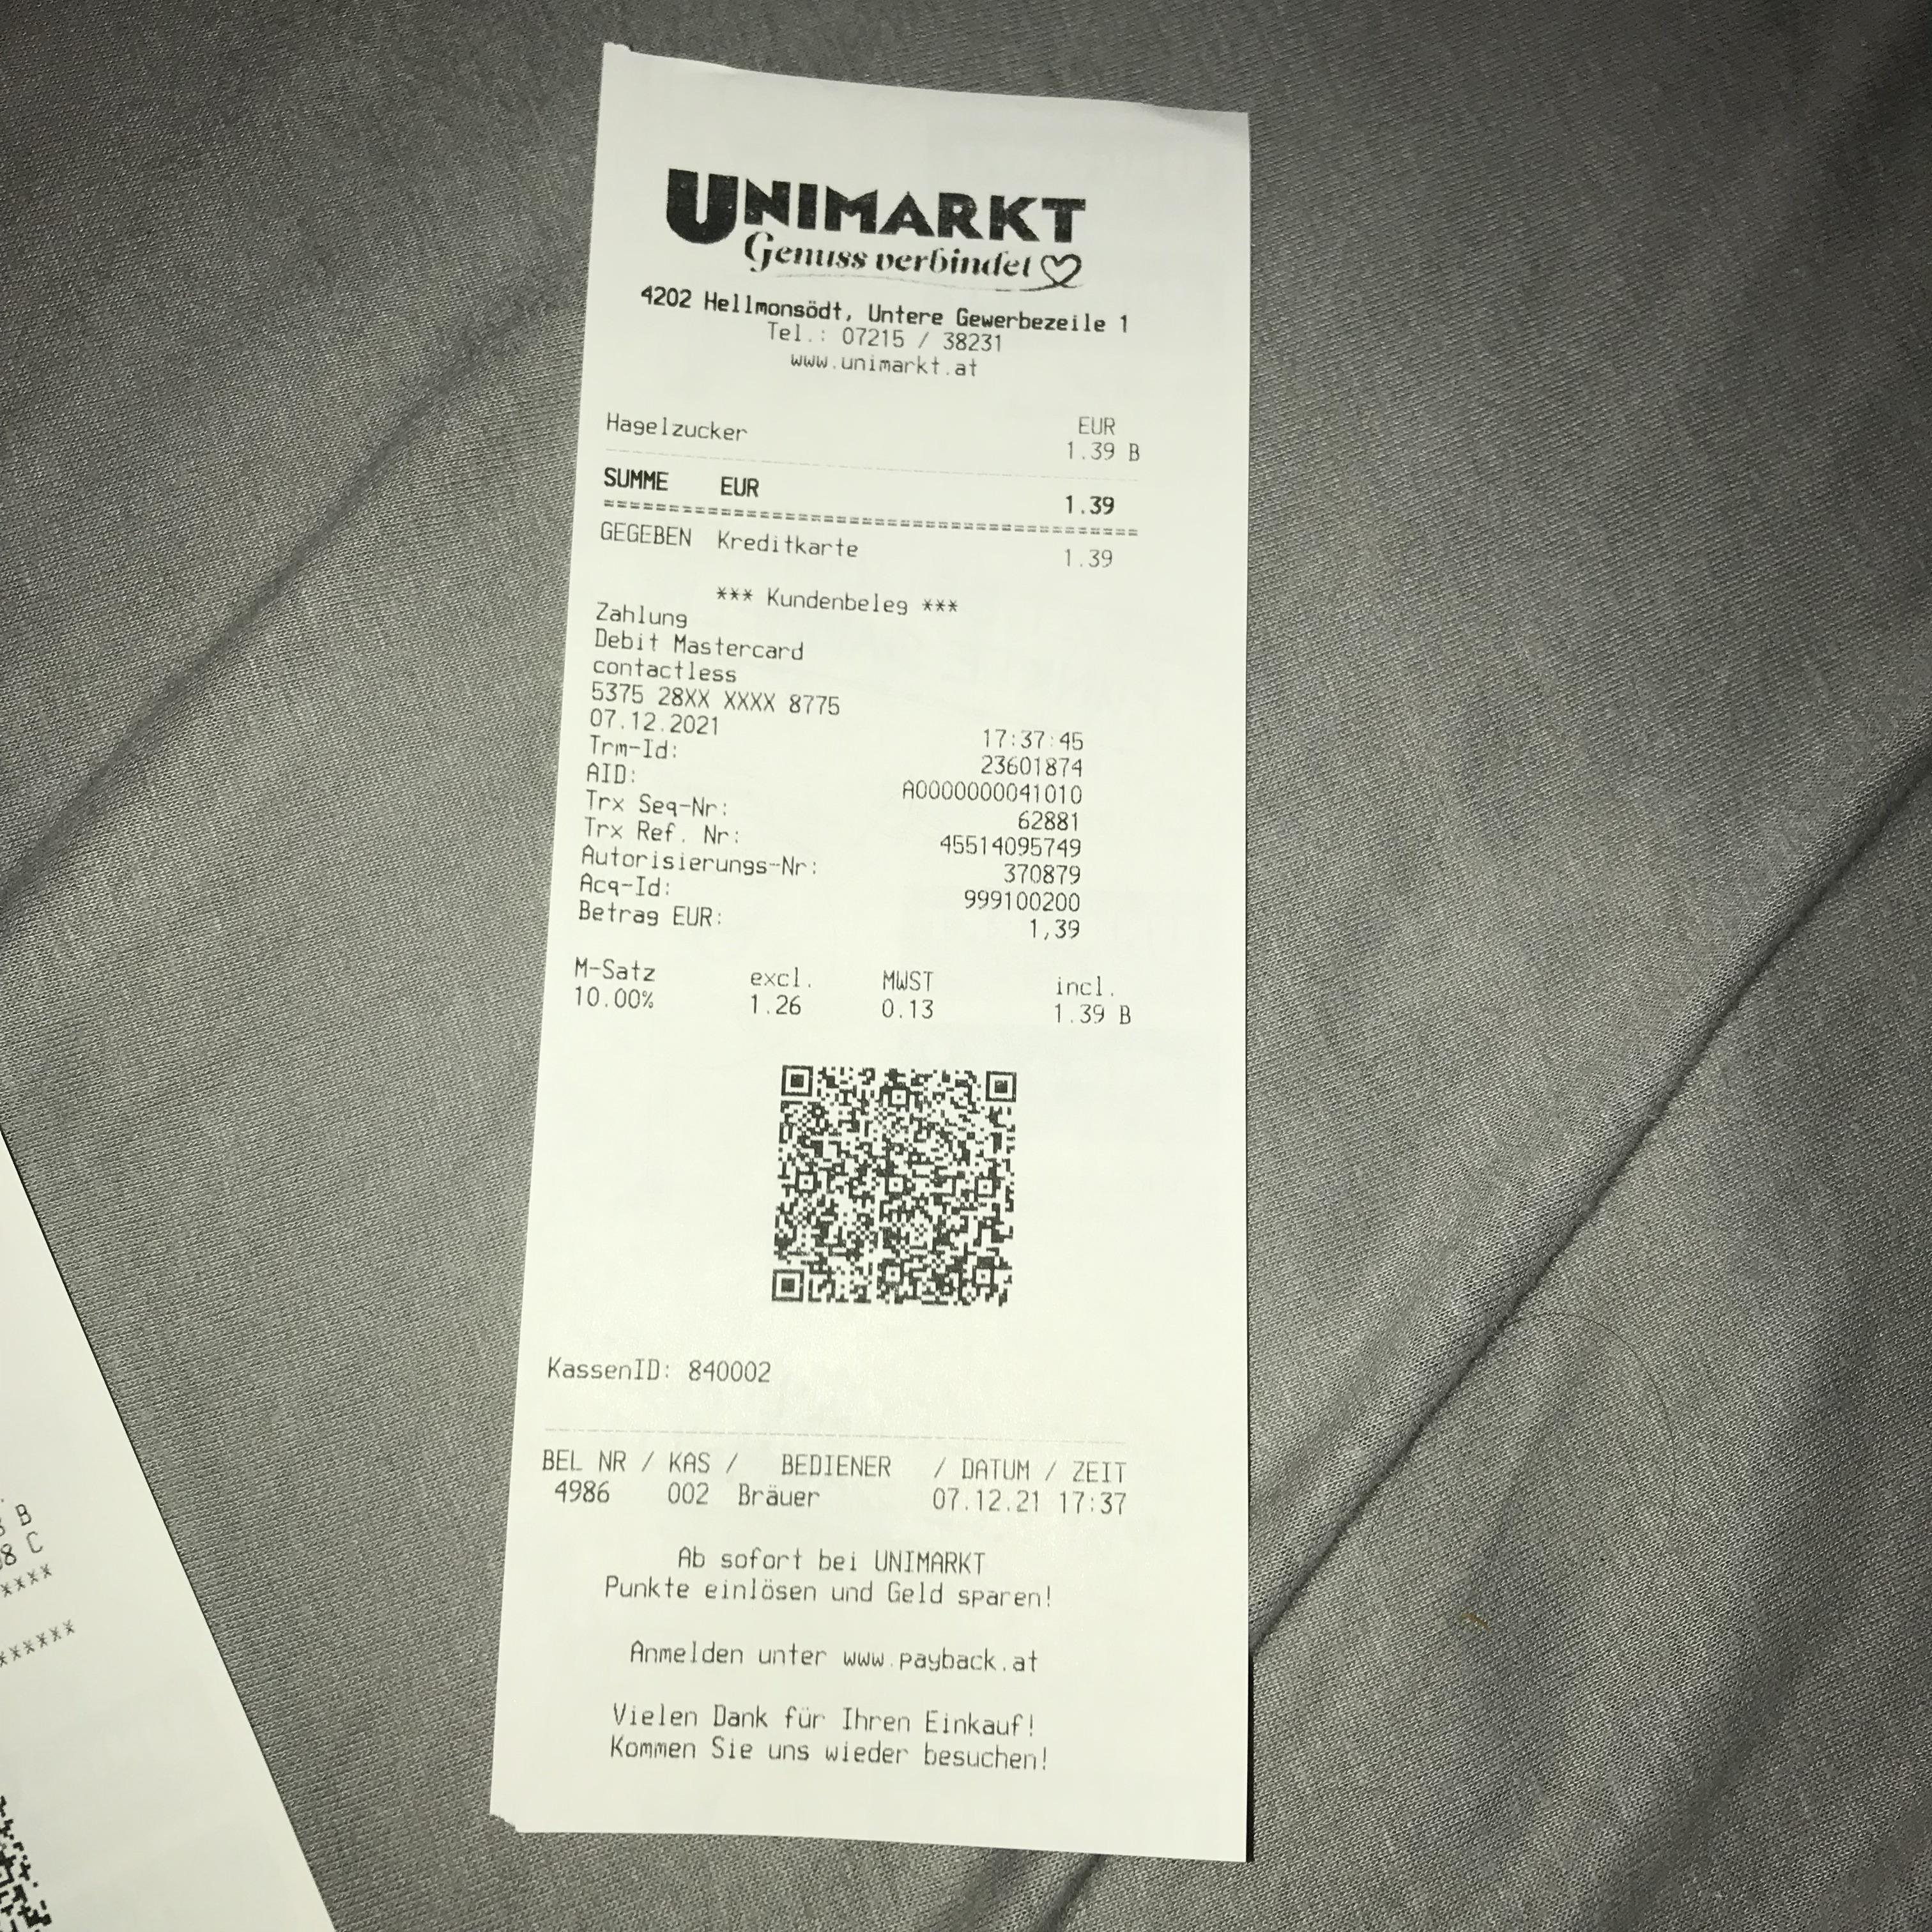 UNIMARKT
Genuss verbindet
4202 Hellmonsödt, Untere Gewerbezeile 1
Tel.: 07215 / 38231
www.unimarkt.at
EUR
Hagelzucker 1.39 B
SUMME EUR 1.39
========================================
GEGEBEN Kreditkarte 1.39
*** Kundenbeleg ***
Zahlung
Debit Mastercard
contactless
5375 28XX XXXX 8775
07.12.2021 17:37:45
Trm-Id: 23601874
AID: A0000000041010
Trx Seq-Nr: 62881
Trx Ref. Nr: 45514095749
Autorisierungs-Nr: 370879
Acq-Id: 999100200
Betrag EUR: 1,39
M-Satz excl. MWST incl.
10.00% 1.26 0.13 1.39 B
KassenID: 840002
BEL NR / KAS / BEDIENER / DATUM / ZEIT
4986 002 Bräuer 07.12.21 17:37
Ab sofort bei UNIMARKT
Punkte einlösen und Geld sparen!
Anmelden unter www.payback.at
Vielen Dank für Ihren Einkauf!
Kommen Sie uns wieder besuchen!
B
8 C
****
******